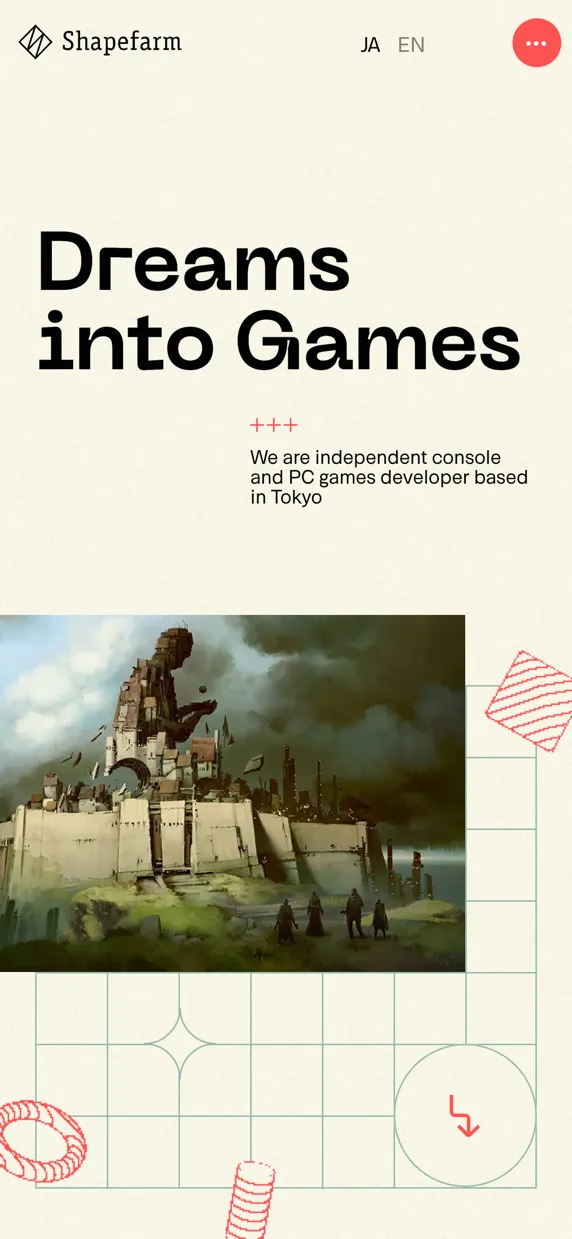 Shapefarm
JA EN
Dreams
into Games
+++
We are independent console
and PC games developer based
in Tokyo